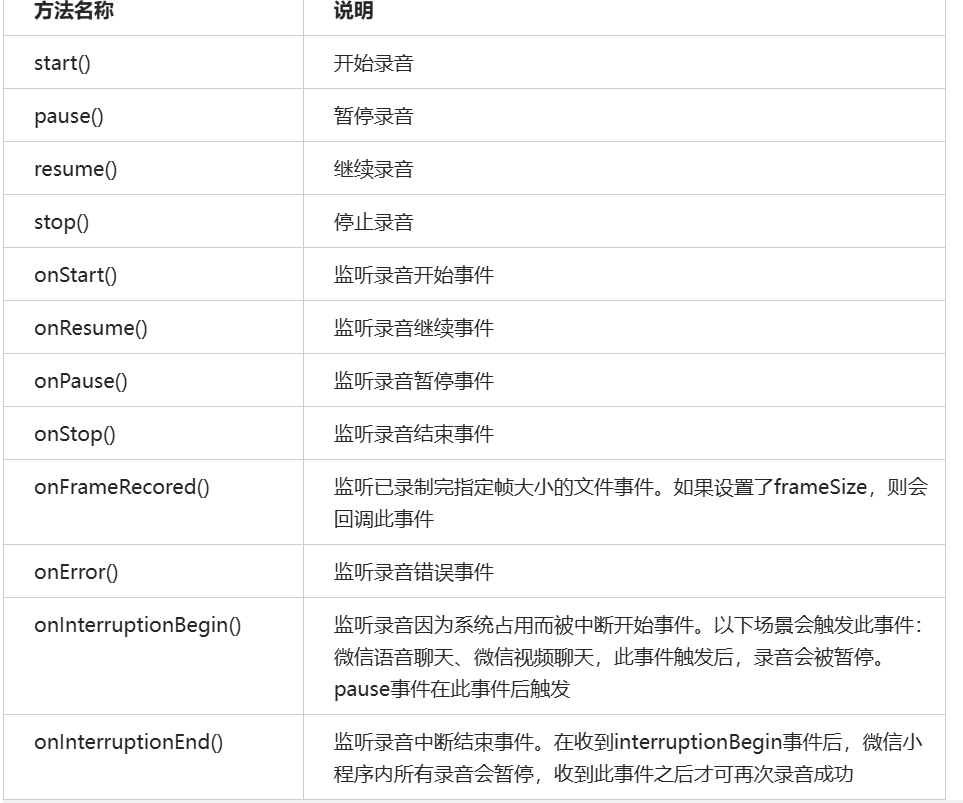 方法名称 说明
start() 开始录音
pause() 暂停录音
resume() 继续录音
stop() 停止录音
onStart() 监听录音开始事件
onResume() 监听录音继续事件
onPause() 监听录音暂停事件
onStop() 监听录音结束事件
onFrameRecored() 监听已录制完指定帧大小的文件事件。如果设置了frameSize，则会
回调此事件
onError() 监听录音错误事件
onInterruptionBegin() 监听录音因为系统占用而被中断开始事件。以下场景会触发此事件：
微信语音聊天、微信视频聊天，此事件触发后，录音会被暂停。
pause事件在此事件后触发
onInterruptionEnd() 监听录音中断结束事件。在收到interruptionBegin事件后，微信小
程序内所有录音会暂停，收到此事件之后才可再次录音成功